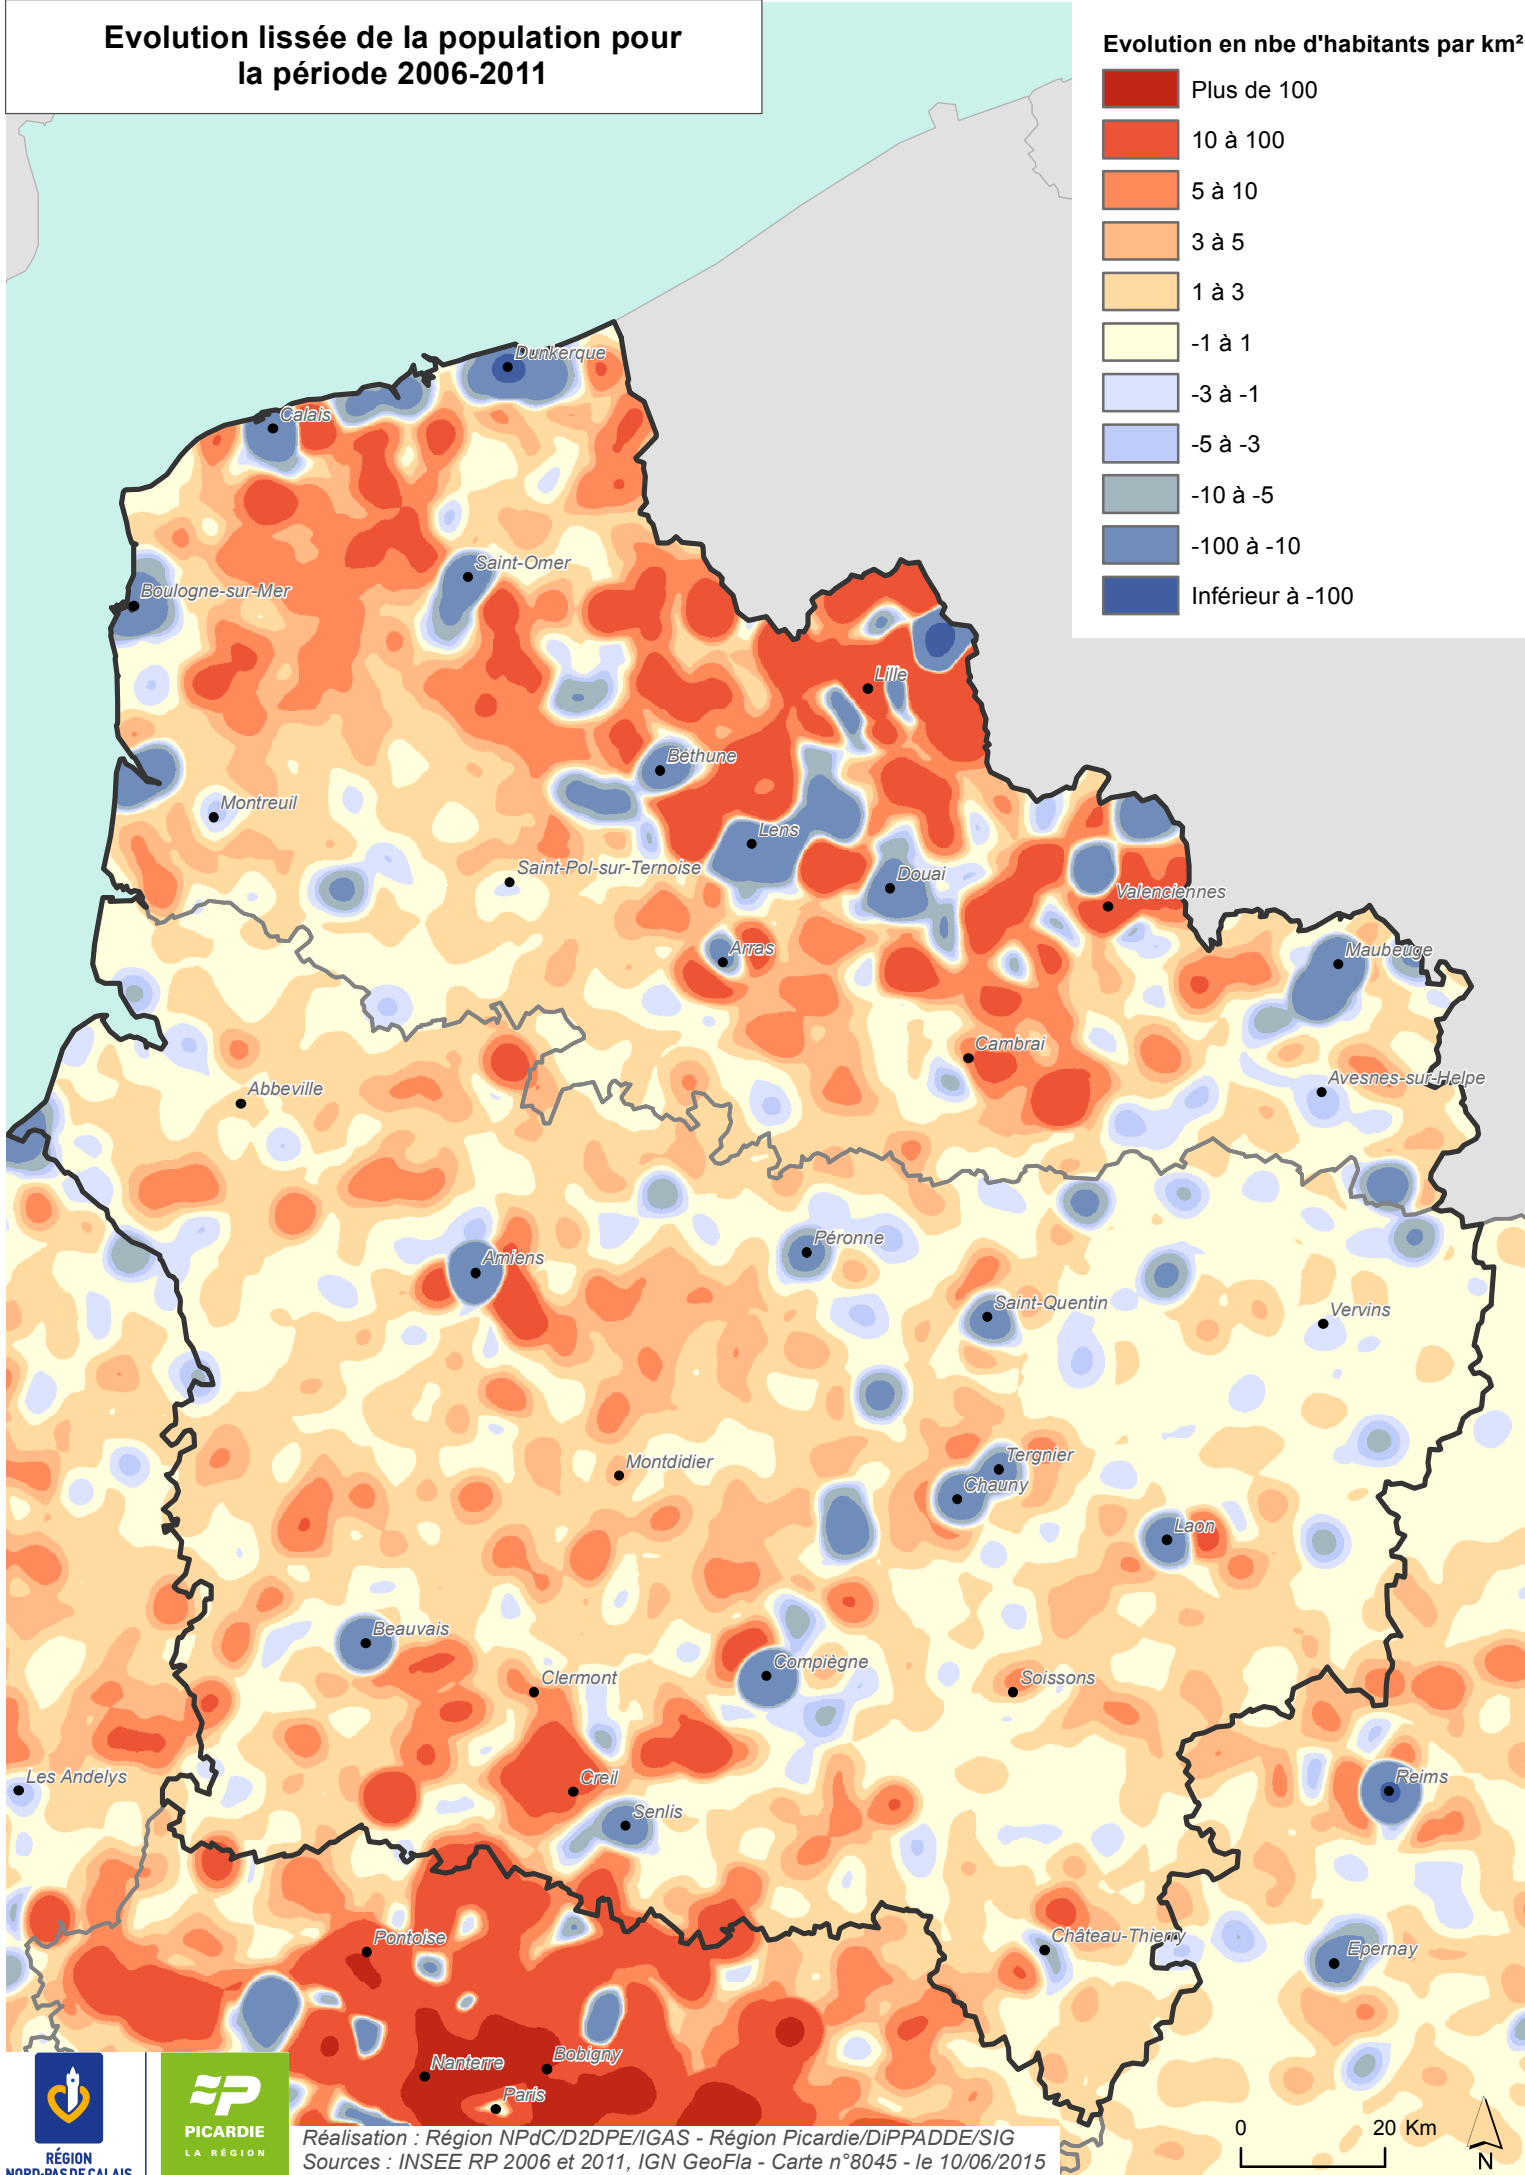 Evolution lissée de la population pour
la période 2006-2011
Evolution en nbe d'habitants par km²
Plus de 100
10 à 100
5 à 10
3 à 5
1 à 3
-1 à 1
-3 à -1
-5 à -3
-10 à -5
-100 à -10
Inférieur à -100
Dunkerque
Calais
Saint-Omer
Boulogne-sur-Mer
Lille
Béthune
Montreuil
Lens
Saint-Pol-sur-Ternoise
Douai
Valenciennes
Arras
Maubeuge
Cambrai
Avesnes-sur-Helpe
Abbeville
Péronne
Amiens
Saint-Quentin
Vervins
Montdidier
Tergnier
Chauny
Laon
Beauvais
Compiègne
Clermont
Soissons
Les Andelys
Creil
Reims
Senlis
Pontoise
Château-Thierry
Epernay
Nanterre
Bobigny
Paris
RÉGION
NORD-PAS DE CALAIS
PICARDIE
LA RÉGION
Réalisation : Région NPdC/D2DPE/IGAS - Région Picardie/DiPPADDE/SIG
Sources : INSEE RP 2006 et 2011, IGN GeoFla - Carte n°8045 - le 10/06/2015
0 20 Km
N